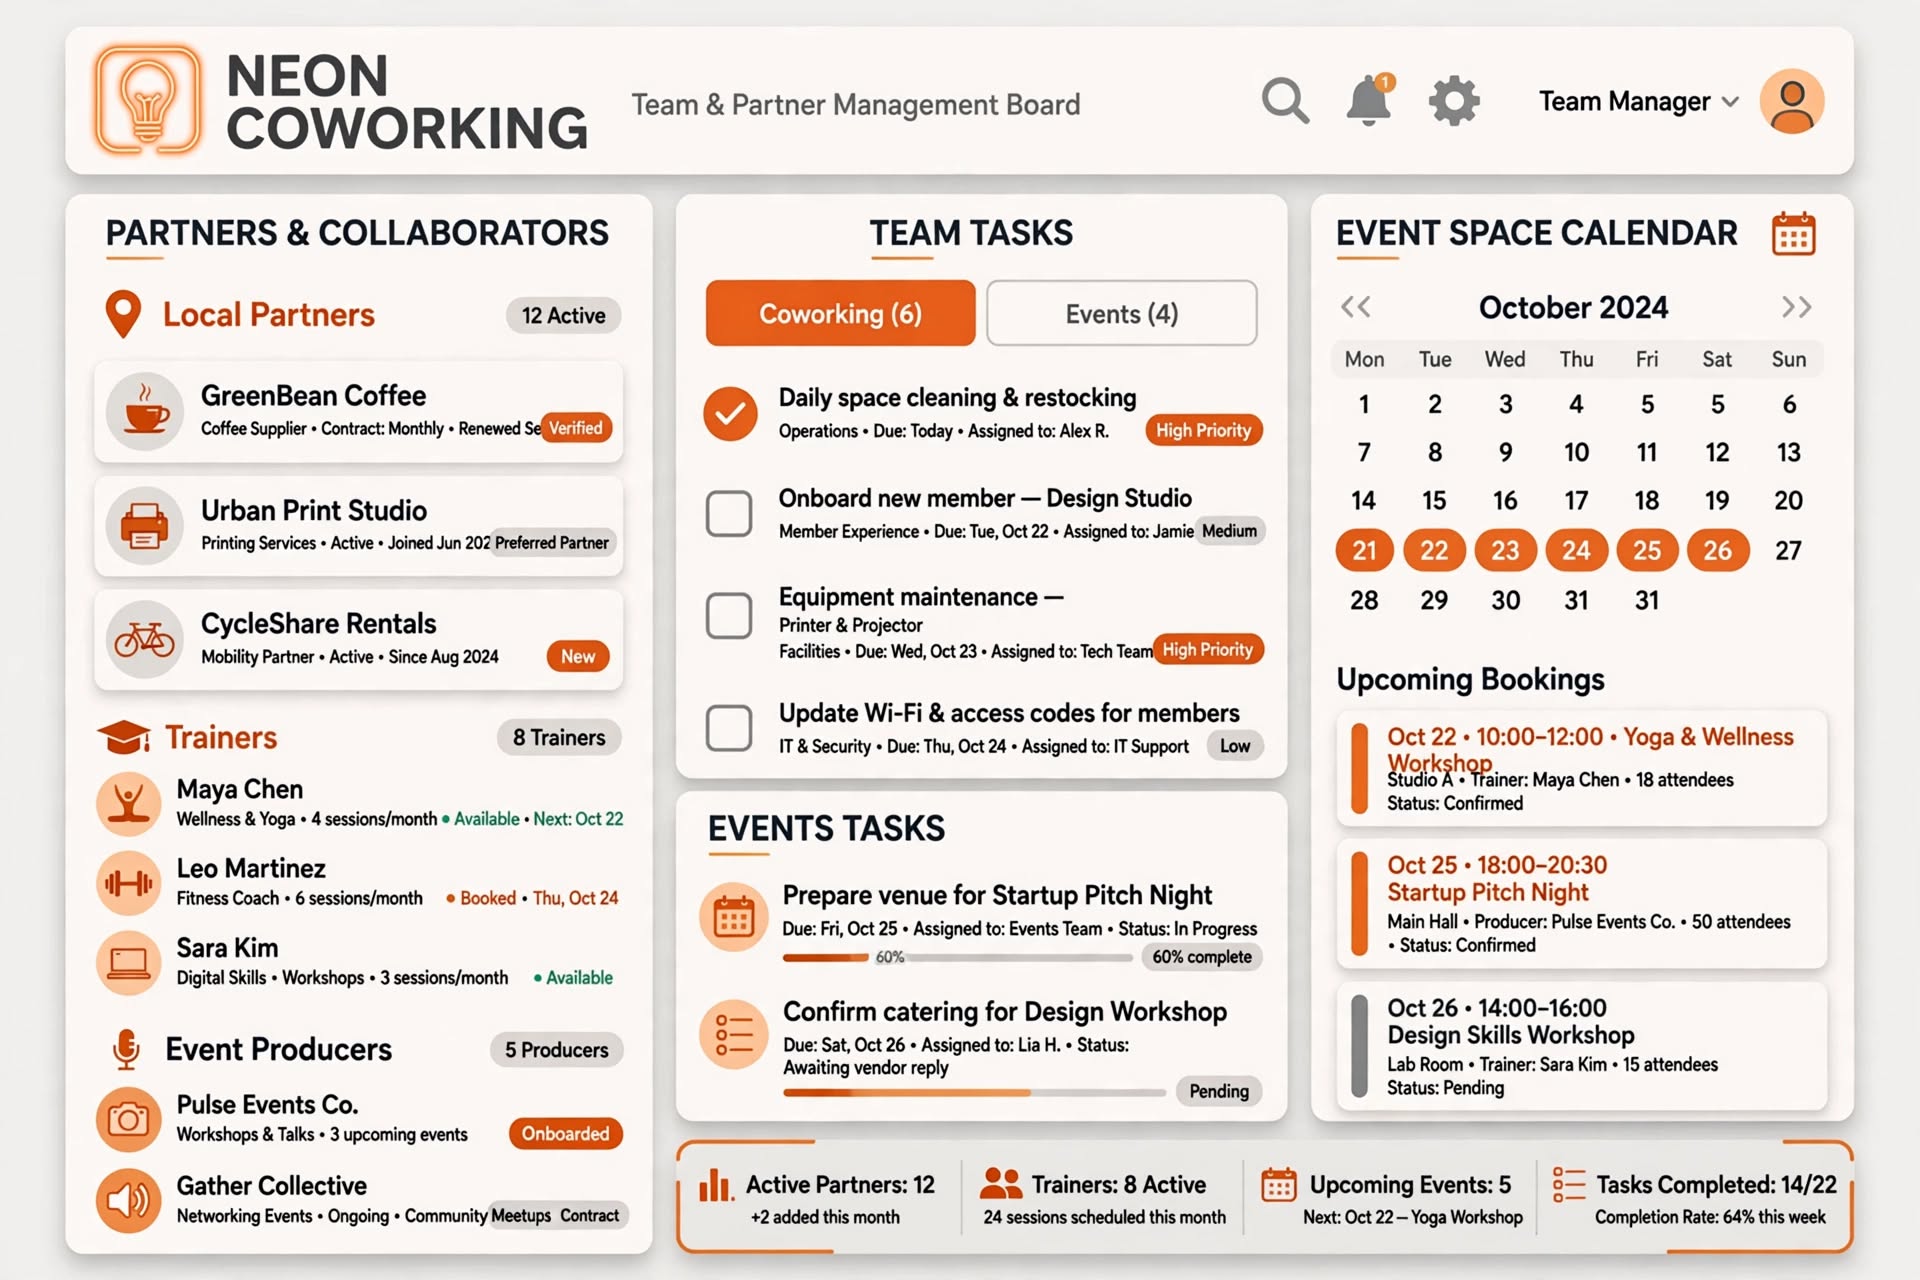 NEON
COWORKING
Team & Partner Management Board
1
Team Manager
PARTNERS & COLLABORATORS
Local Partners
12 Active
GreenBean Coffee
Coffee Supplier • Contract: Monthly • Renewed Se
Verified
Urban Print Studio
Printing Services • Active • Joined Jun 202
Preferred Partner
CycleShare Rentals
Mobility Partner • Active • Since Aug 2024
New
Trainers
8 Trainers
Maya Chen
Wellness & Yoga • 4 sessions/month • Available • Next: Oct 22
Leo Martinez
Fitness Coach • 6 sessions/month • Booked • Thu, Oct 24
Sara Kim
Digital Skills • Workshops • 3 sessions/month • Available
Event Producers
5 Producers
Pulse Events Co.
Workshops & Talks • 3 upcoming events
Onboarded
Gather Collective
Networking Events • Ongoing • Community Meetups Contract
TEAM TASKS
Coworking (6)
Events (4)
Daily space cleaning & restocking
Operations • Due: Today • Assigned to: Alex R.
High Priority
Onboard new member — Design Studio
Member Experience • Due: Tue, Oct 22 • Assigned to: Jamie
Medium
Equipment maintenance —
Printer & Projector
Facilities • Due: Wed, Oct 23 • Assigned to: Tech Team
High Priority
Update Wi-Fi & access codes for members
IT & Security • Due: Thu, Oct 24 • Assigned to: IT Support
Low
EVENTS TASKS
Prepare venue for Startup Pitch Night
Due: Fri, Oct 25 • Assigned to: Events Team • Status: In Progress
60%
60% complete
Confirm catering for Design Workshop
Due: Sat, Oct 26 • Assigned to: Lia H. • Status:
Awaiting vendor reply
Pending
EVENT SPACE CALENDAR
<< October 2024 >>
Mon Tue Wed Thu Fri Sat Sun
1 2 3 4 5 5 6
7 8 9 10 11 12 13
14 15 16 17 18 19 20
21 22 23 24 25 26 27
28 29 30 31 31
Upcoming Bookings
Oct 22 • 10:00–12:00 • Yoga & Wellness
Workshop
Studio A • Trainer: Maya Chen • 18 attendees
Status: Confirmed
Oct 25 • 18:00–20:30
Startup Pitch Night
Main Hall • Producer: Pulse Events Co. • 50 attendees
• Status: Confirmed
Oct 26 • 14:00–16:00
Design Skills Workshop
Lab Room • Trainer: Sara Kim • 15 attendees
Status: Pending
Active Partners: 12
+2 added this month
Trainers: 8 Active
24 sessions scheduled this month
Upcoming Events: 5
Next: Oct 22 – Yoga Workshop
Tasks Completed: 14/22
Completion Rate: 64% this week